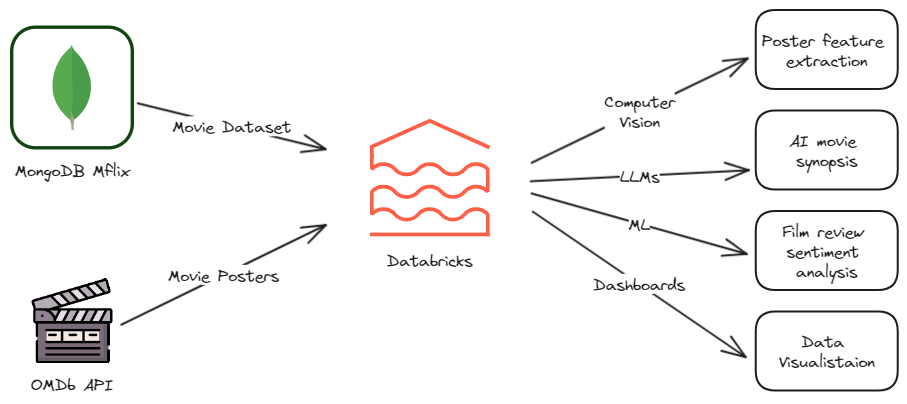 MongoDB Mflix
Movie Dataset
OMDb API
Movie Posters
Databricks
Computer
Vision
Poster feature
extraction
LLMs
AI movie
synopsis
ML
Film review
sentiment
analysis
Dashboards
Data
Visualistaion